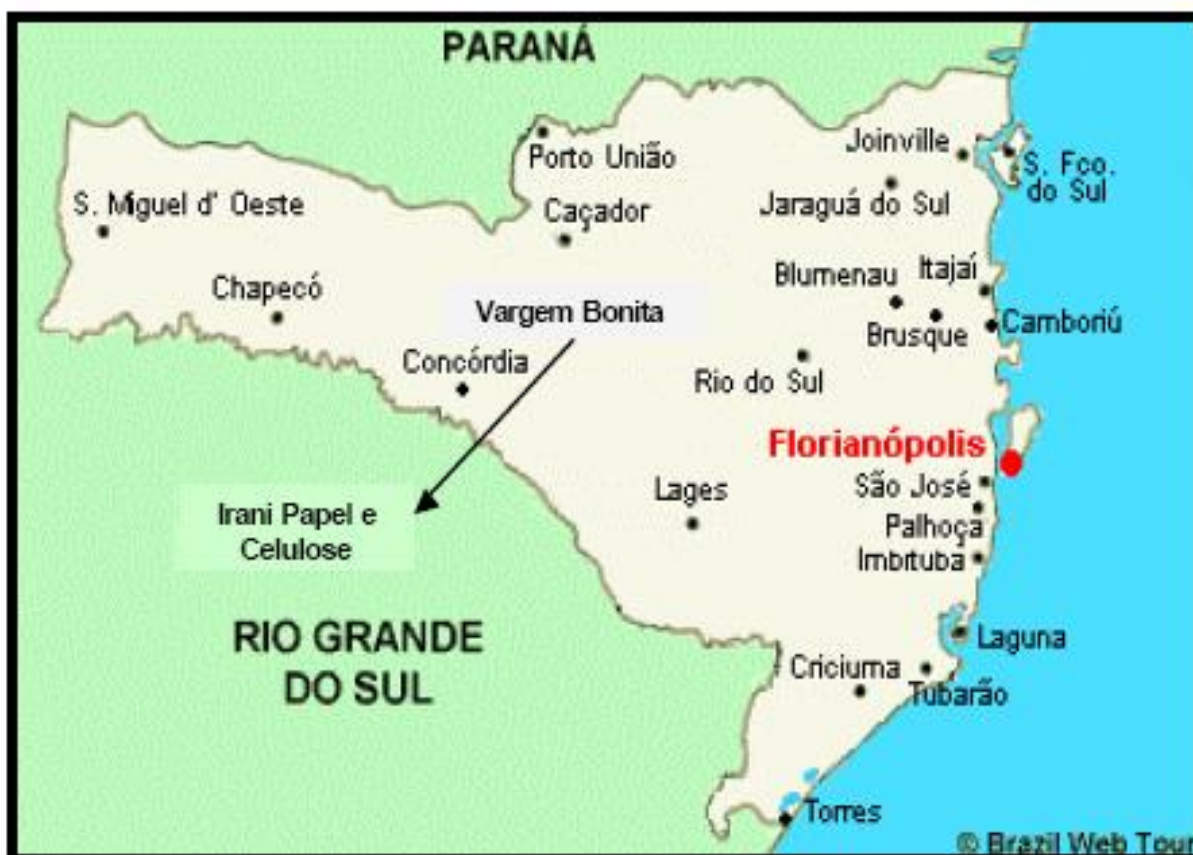 PARANÁ
Porto União
Joinville
S. Fco.
do Sul
S. Miguel d' Oeste
Caçador
Jaraguá do Sul
Chapecó
Blumenau
Itajaí
Vargem Bonita
Camboriú
Brusque
Concórdia
Rio do Sul
Florianópolis
São José
Lages
Irani Papel e
Celulose
Palhoça
Imbituba
RIO GRANDE
DO SUL
Laguna
Criciuma
Tubarão
Torres
© Brazil Web Tour